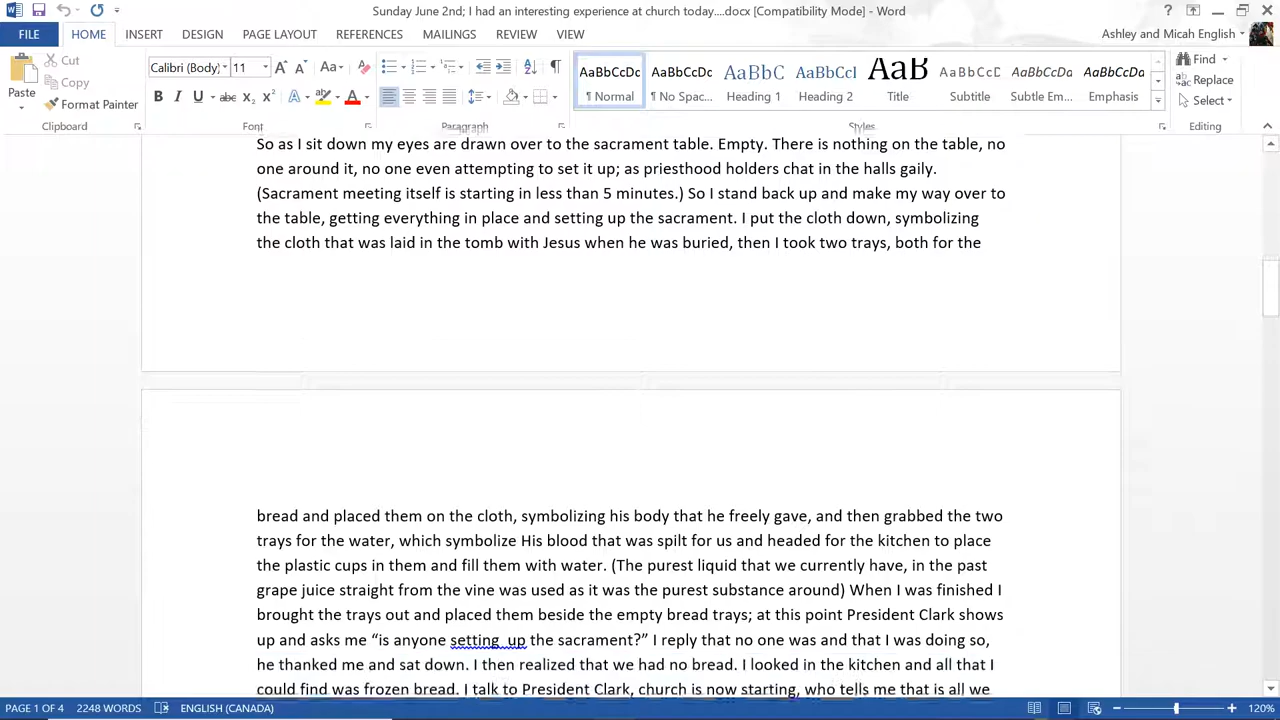 Sunday June 2nd; I had an interesting experience at church today....docx [Compatibility Mode] - Word
FILE HOME INSERT DESIGN PAGE LAYOUT REFERENCES MAILINGS REVIEW VIEW Ashley and Micah English
Paste
Cut
Copy
Format Painter
Clipboard
Calibri (Body) 11
Font
Paragraph
AaBbCcDc AaBbCcDc AaBbC AaBbCcI AaB AaBbCcD AaBbCcDt AaBbCcDt
¶ Normal ¶ No Spac... Heading 1 Heading 2 Title Subtitle Subtle Em... Emphasis
Styles
Find
Replace
Select
Editing
So as I sit down my eyes are drawn over to the sacrament table. Empty. There is nothing on the table, no
one around it, no one even attempting to set it up; as priesthood holders chat in the halls gaily.
(Sacrament meeting itself is starting in less than 5 minutes.) So I stand back up and make my way over to
the table, getting everything in place and setting up the sacrament. I put the cloth down, symbolizing
the cloth that was laid in the tomb with Jesus when he was buried, then I took two trays, both for the
bread and placed them on the cloth, symbolizing his body that he freely gave, and then grabbed the two
trays for the water, which symbolize His blood that was spilt for us and headed for the kitchen to place
the plastic cups in them and fill them with water. (The purest liquid that we currently have, in the past
grape juice straight from the vine was used as it was the purest substance around) When I was finished I
brought the trays out and placed them beside the empty bread trays; at this point President Clark shows
up and asks me “is anyone setting  up the sacrament?” I reply that no one was and that I was doing so,
he thanked me and sat down. I then realized that we had no bread. I looked in the kitchen and all that I
could find was frozen bread. I talk to President Clark, church is now starting, who tells me that is all we
PAGE 1 OF 4 2248 WORDS ENGLISH (CANADA) 120%